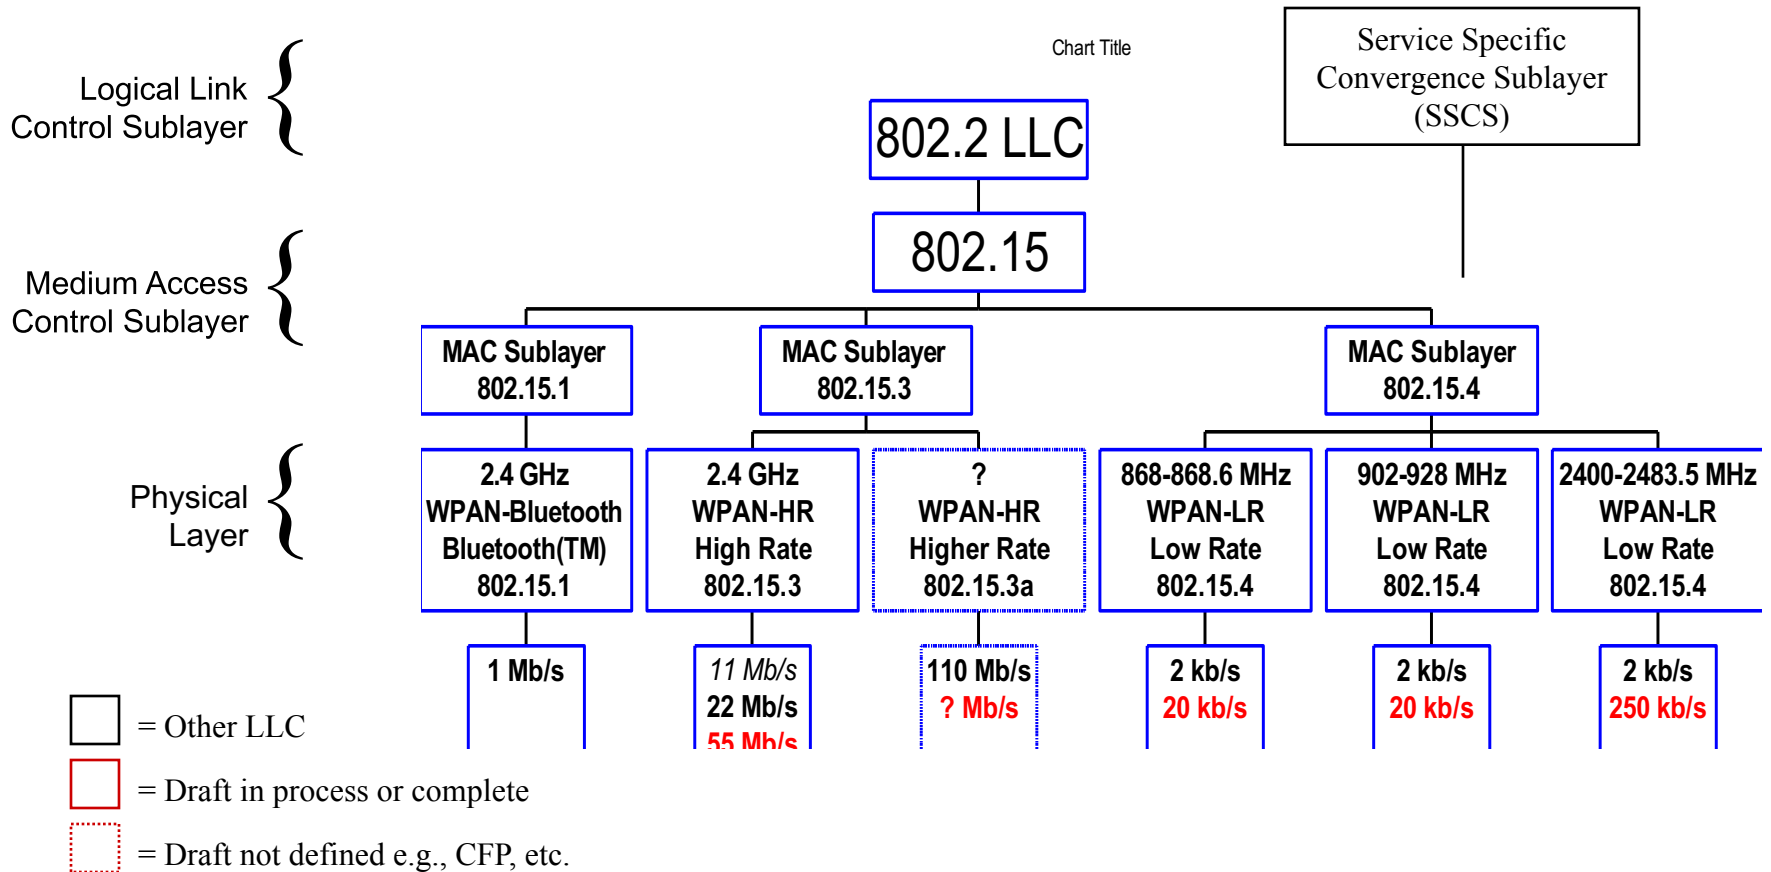 Chart Title
Service Specific
Convergence Sublayer
(SSCS)
Logical Link
Control Sublayer
802.2 LLC
802.15
Medium Access
Control Sublayer
MAC Sublayer
802.15.1
MAC Sublayer
802.15.3
MAC Sublayer
802.15.4
Physical
Layer
2.4 GHz
WPAN-Bluetooth
Bluetooth(TM)
802.15.1
2.4 GHz
WPAN-HR
High Rate
802.15.3
?
WPAN-HR
Higher Rate
802.15.3a
868-868.6 MHz
WPAN-LR
Low Rate
802.15.4
902-928 MHz
WPAN-LR
Low Rate
802.15.4
2400-2483.5 MHz
WPAN-LR
Low Rate
802.15.4
1 Mb/s
11 Mb/s
22 Mb/s
55 Mb/s
110 Mb/s
? Mb/s
2 kb/s
20 kb/s
2 kb/s
20 kb/s
2 kb/s
250 kb/s
= Other LLC
= Draft in process or complete
= Draft not defined e.g., CFP, etc.